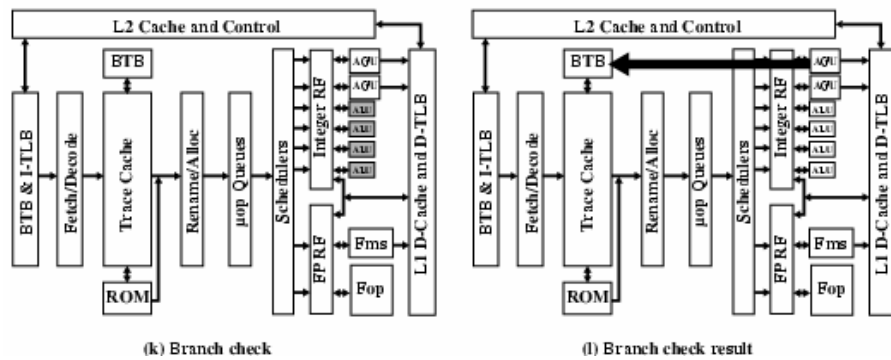 L2 Cache and Control
BTB
BTB & I-TLB
Fetch/Decode
Trace Cache
Rename/Alloc
µop Queues
Schedulers
Integer RF
FP RF
AGU
AGU
ALU
ALU
ALU
ALU
Fms
Fop
L1 D-Cache and D-TLB
ROM
(k) Branch check
L2 Cache and Control
BTB
BTB & I-TLB
Fetch/Decode
Trace Cache
Rename/Alloc
µop Queues
Schedulers
Integer RF
FP RF
AGU
AGU
ALU
ALU
ALU
ALU
Fms
Fop
L1 D-Cache and D-TLB
ROM
(l) Branch check result